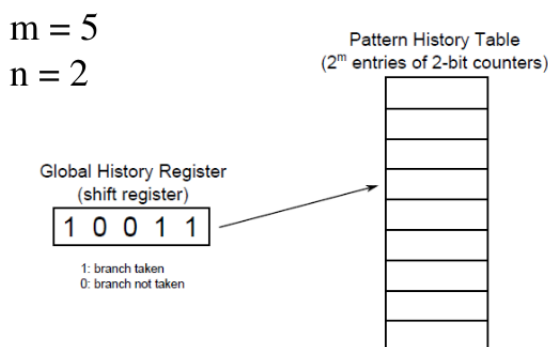 m = 5
n = 2
Pattern History Table
(2^m entries of 2-bit counters)
Global History Register
(shift register)
1 0 0 1 1
1: branch taken
0: branch not taken